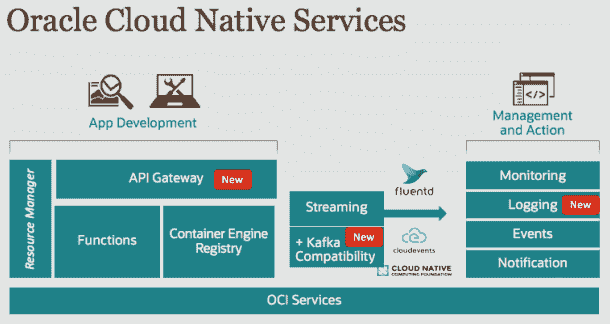 Oracle Cloud Native Services
App Development
Management
and Action
Resource Manager
API Gateway New
Functions
Container Engine
Registry
Streaming
+ Kafka New
Compatibility
fluentd
cloudevents
CLOUD NATIVE
COMPUTING FOUNDATION
Monitoring
Logging New
Events
Notification
OCI Services